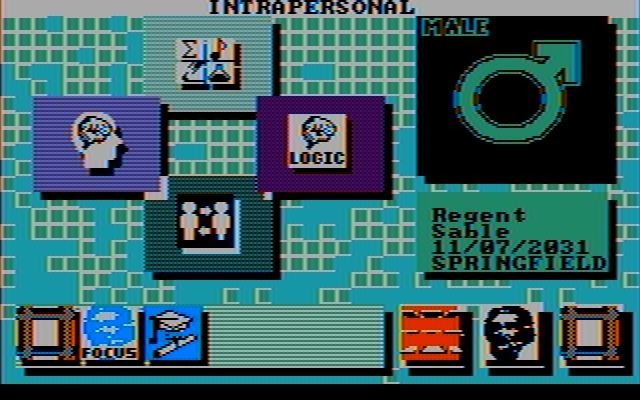 INTRAPERSONAL
MALE
LOGIC
Regent
Sable
11/07/2031
SPRINGFIELD
FOCUS